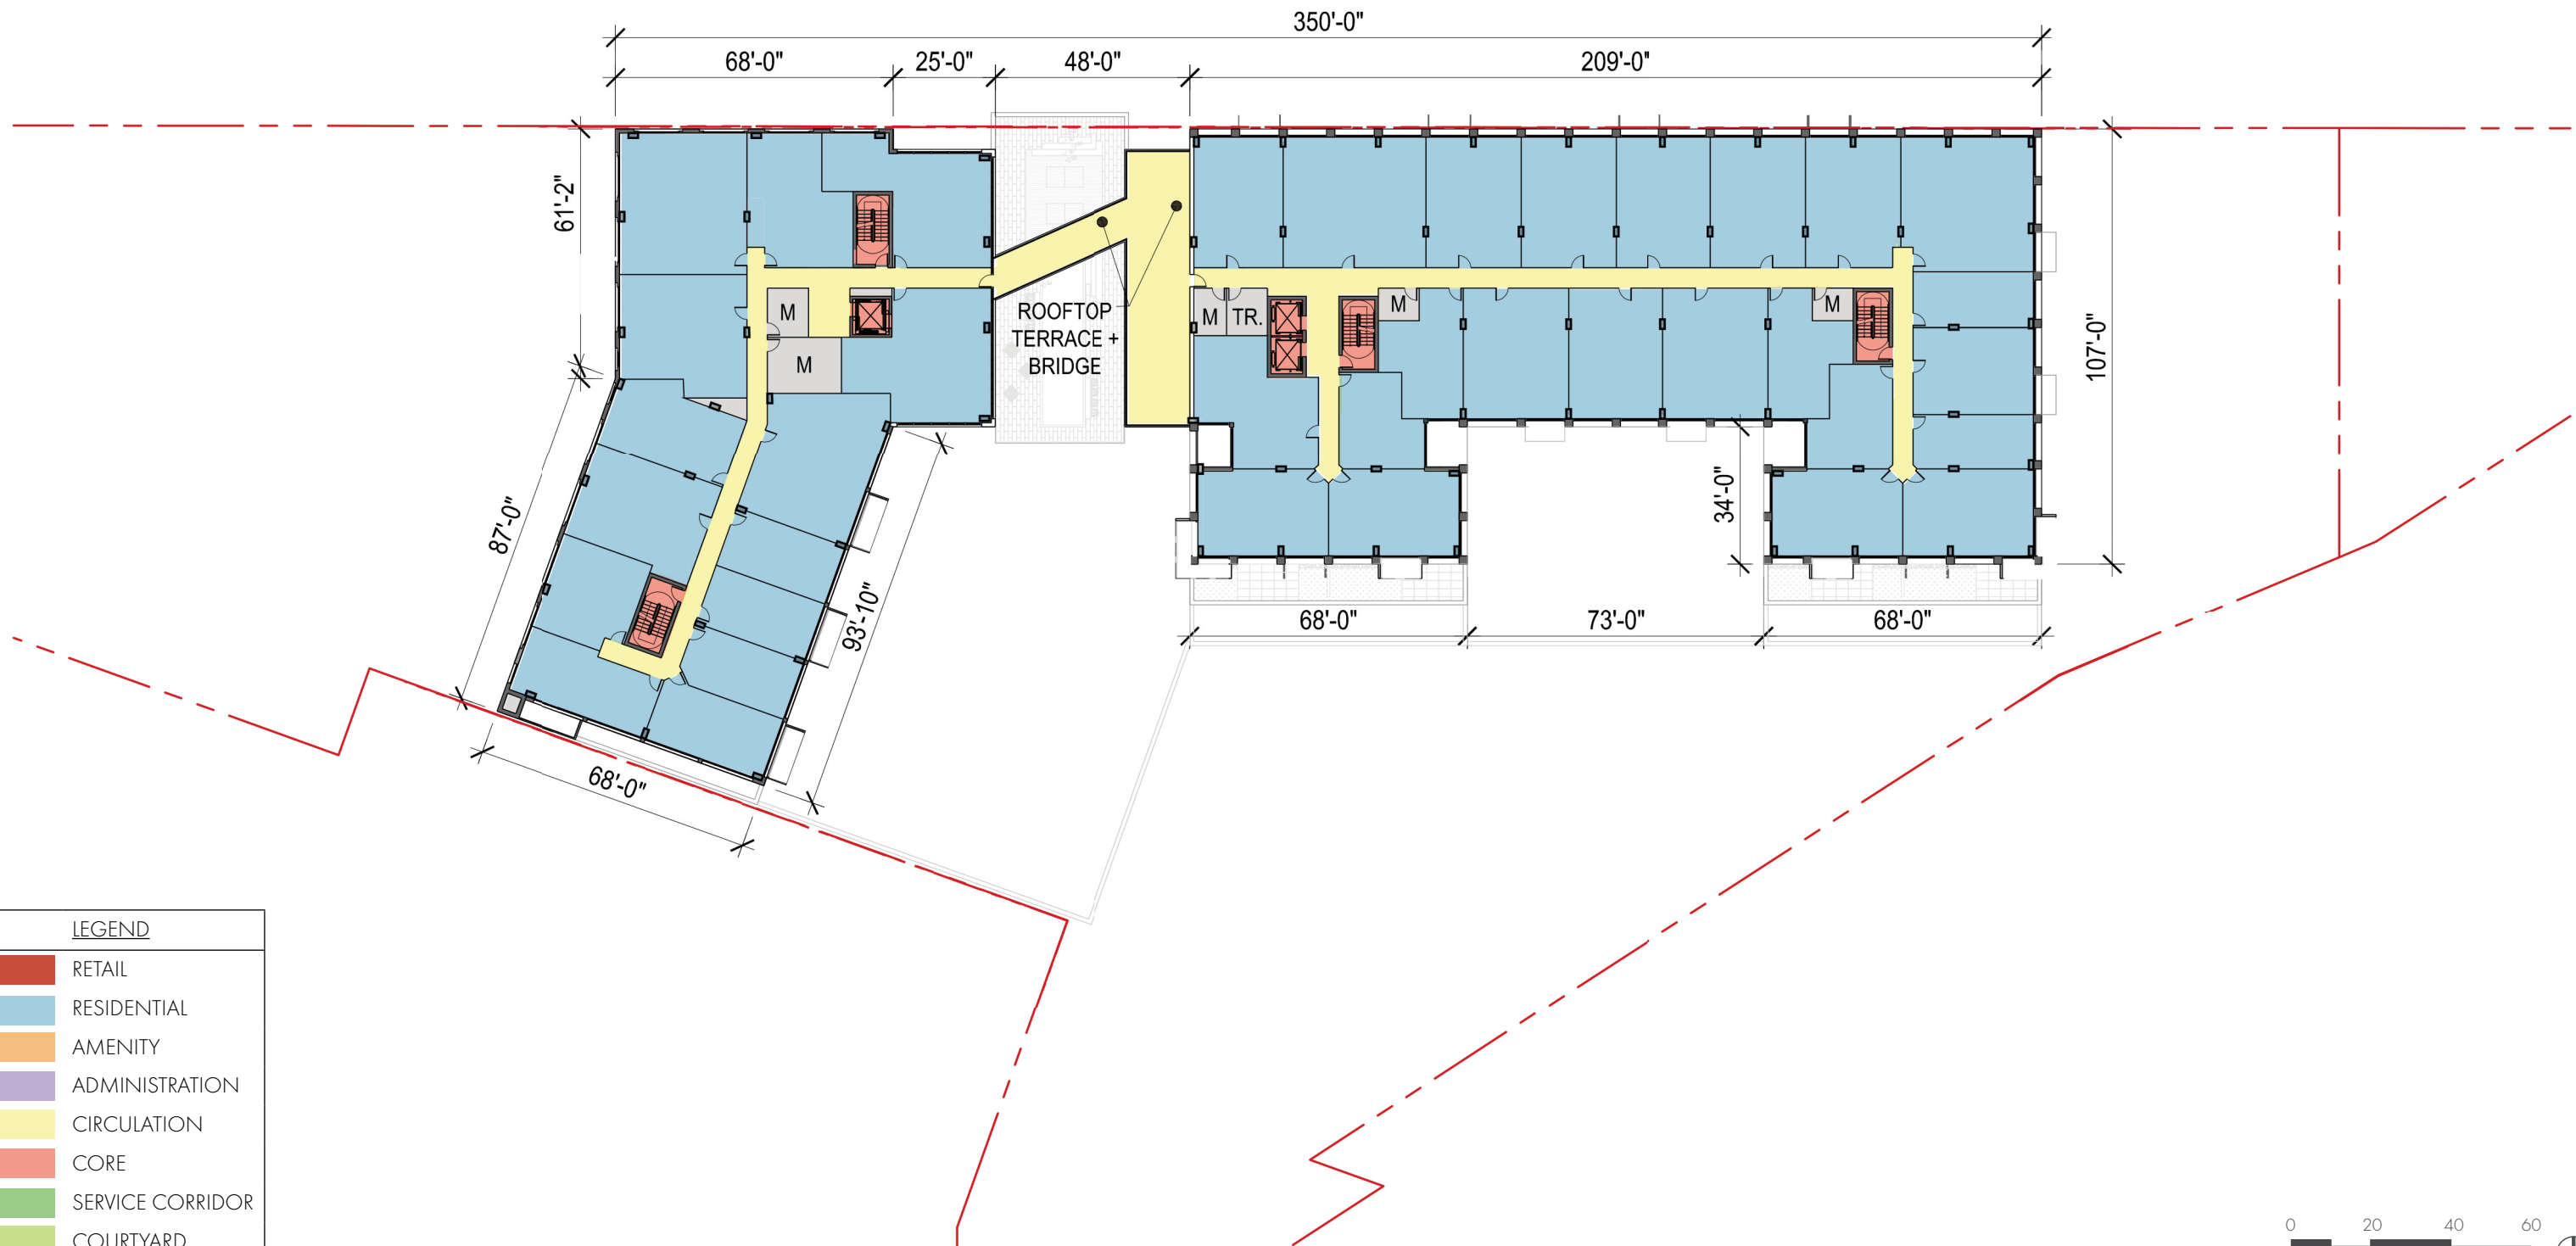 350'-0"
68'-0"
25'-0"
48'-0"
209'-0"
61'-2"
M
M
ROOFTOP
TERRACE +
BRIDGE
M
TR.
M
M
107'-0"
87'-0"
93'-10"
34'-0"
68'-0"
73'-0"
68'-0"
68'-0"
LEGEND
RETAIL
RESIDENTIAL
AMENITY
ADMINISTRATION
CIRCULATION
CORE
SERVICE CORRIDOR
COURTYARD
0 20 40 60